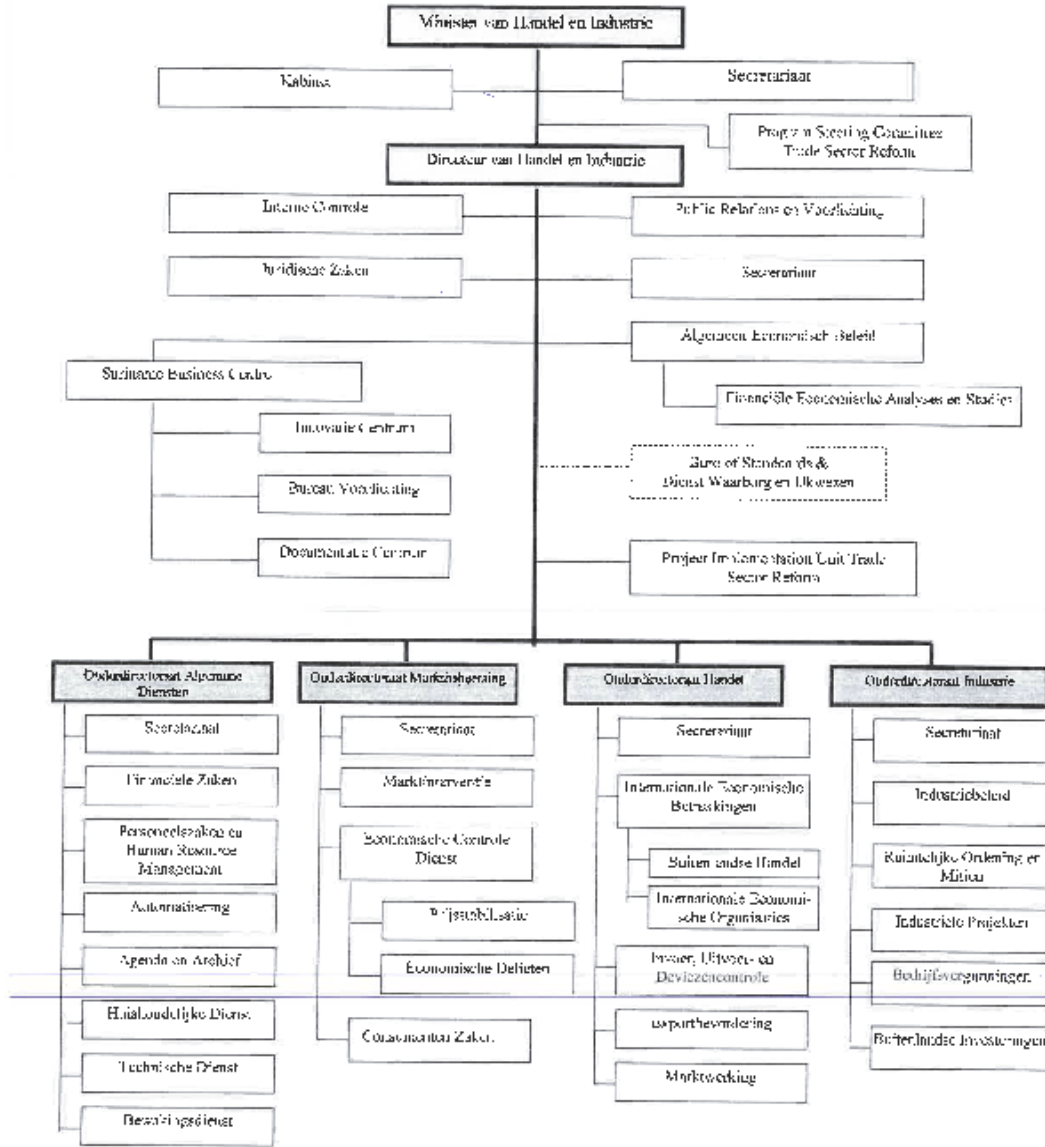 Minister van Handel en Industrie
Kabinet
Secretariaat
Program Steering Committee
Trade Sector Reform
Directeur van Handel en Industrie
Interne Controle
Public Relations en Voorlichting
Juridische Zaken
Secretariaat
Algemeen Economisch Beleid
Suriname Business Centre
Financiële Economische Analyses en Studies
Innovatie Centrum
of Standards &
Dienst Waarborg en IJkwezen
Bureau Voorlichting
Documentatie Centrum
Project Implementation Unit Trade
Sector Reform
Onderdirectoraat Algemene
Diensten
Secretariaat
Financiele Zaken
Personeelszaken en
Human Resource
Management
Automatisering
Agenda en Archief
Huishoudelijke Dienst
Technische Dienst
Bewakingsdienst
Onderdirectoraat
Secretariaat
Marktinterventie
Economische Controle
Dienst
Prijsstabilisatie
Economische Delicten
Consumenten Zaken
Onderdirectoraat Handel
Secretariaat
Internationale Economische
Betrekkingen
Buitenlandse Handel
Internationale Economi-
sche Organisaties
Invoer, Uitvoer- en
Deviezencontrole
Exportbevordering
Marktwerking
Onderdirectoraat Industrie
Secretariaat
Industriebeleid
Ruimtelijke Ordening en
Milieu
Industriële Projekten
Bedrijfsvergunningen
Buitenlandse Investeringen